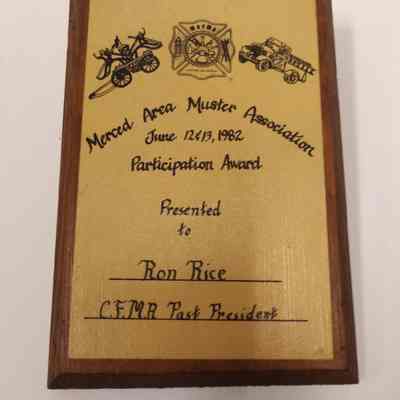 Merced Area Muster Association
June 12&13, 1982
Participation Award
Presented
to
Ron Rice
C.F.M.A Past President